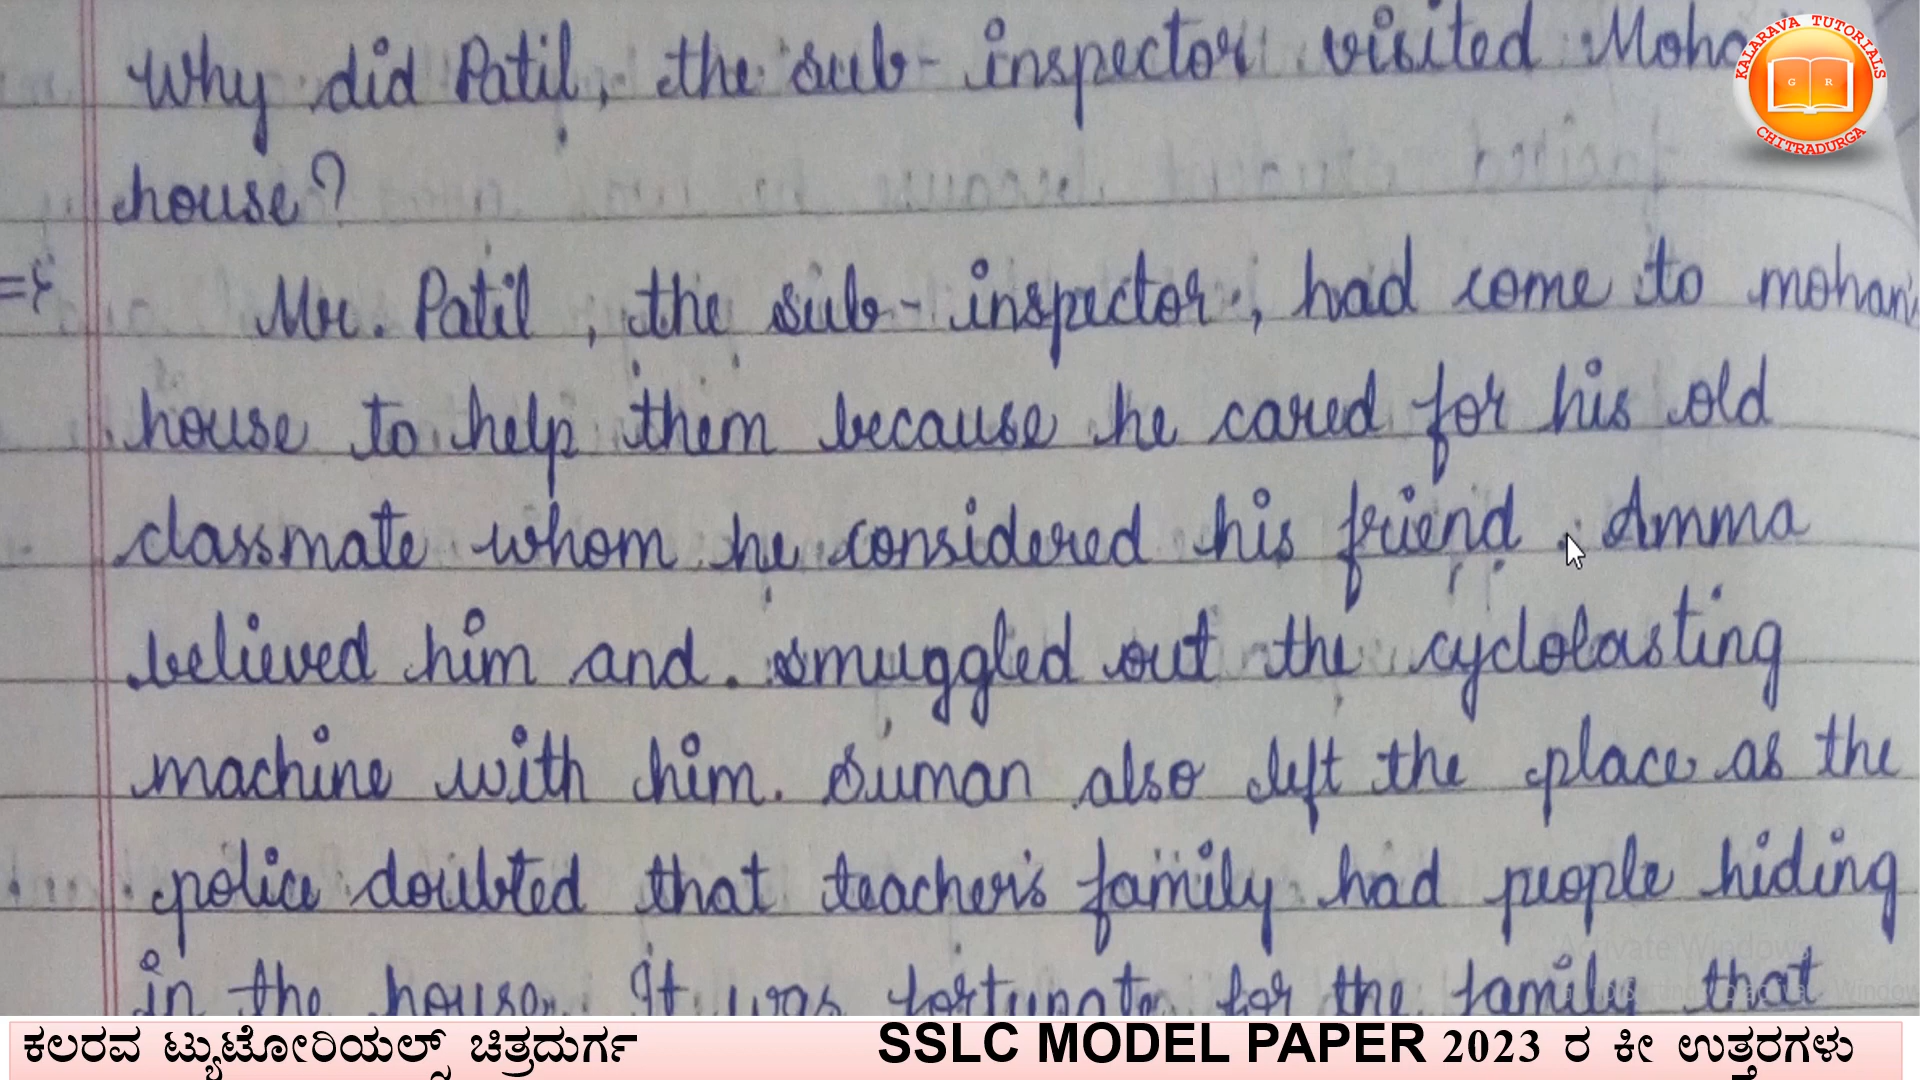 Why did Patil, the sub-inspector visited Moha
house?
Mr. Patil, the sub-inspector, had come to mohan's
house to help them because he cared for his old
classmate whom he considered his friend. Amma
believed him and smuggled out the cyclolasting
machine with him. Suman also left the place as the
police doubted that teacher's family had people hiding
in the house. It was fortunate for the family that
KALARAVA TUTORIALS
G R
CHITRADURGA
Activate Windows
ಕಲರವ ಟ್ಯುಟೋರಿಯಲ್ಸ್ ಚಿತ್ರದುರ್ಗ SSLC MODEL PAPER 2023 ರ ಕೀ ಉತ್ತರಗಳು